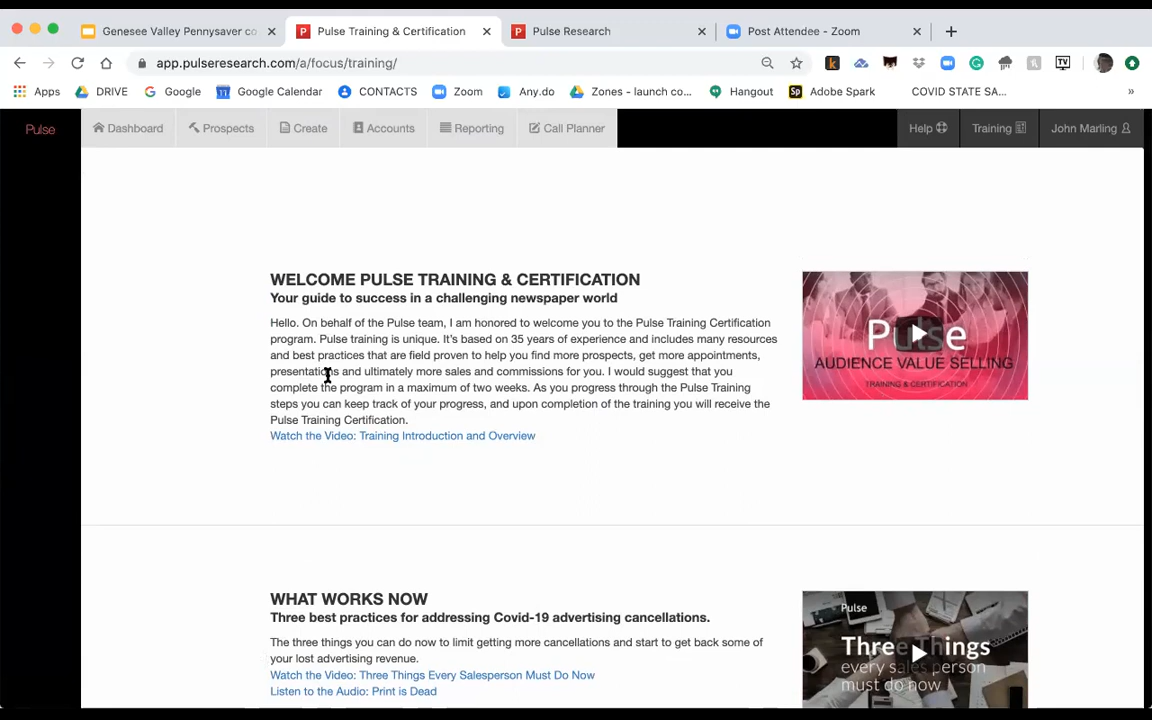 Genesee Valley Pennysaver co
Pulse Training & Certification
Pulse Research
Post Attendee - Zoom
app.pulseresearch.com/a/focus/training/
Apps
DRIVE
Google
Google Calendar
CONTACTS
Zoom
Any.do
Zones - launch co...
Hangout
Adobe Spark
COVID STATE SA...
»
Pulse
Dashboard
Prospects
Create
Accounts
Reporting
Call Planner
Help
Training
John Marling
WELCOME PULSE TRAINING & CERTIFICATION
Your guide to success in a challenging newspaper world
Hello. On behalf of the Pulse team, I am honored to welcome you to the Pulse Training Certification
program. Pulse training is unique. It's based on 35 years of experience and includes many research
and best practices that are field proven to help you find more prospects, get more appointments,
presentations and ultimately more sales and commissions for you. I would suggest that you
complete the program in a maximum of two weeks. As you progress through the Pulse Training
steps you can keep track of your progress, and upon completion of the training you will receive the
Pulse Training Certification.
Watch the Video: Training Introduction and Overview
Pulse
AUDIENCE VALUE SELLING
TRAINING & CERTIFICATION
WHAT WORKS NOW
Three best practices for addressing Covid-19 advertising cancellations.
The three things you can do now to limit getting more cancellations and start to get back some of
your lost advertising revenue.
Watch the Video: Three Things Every Salesperson Must Do Now
Listen to the Audio: Print is Dead
Pulse
Three Things
every sales person
must do now